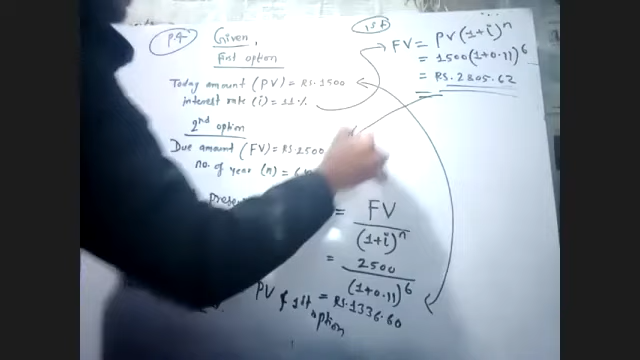 P.4
Given,
First option
Today amount (PV) = Rs. 1500
interest rate (i) = 11%
2nd option
Due amount (FV) = Rs 2500
no. of year (n) = 6
Prese
= FV
(1+i)^n
= 2500
(1+0.11)^6
PV of 1st option = Rs. 1336.60
1st
FV = PV (1+i)^n
= 1500 (1+0.11)^6
= Rs. 2805.62